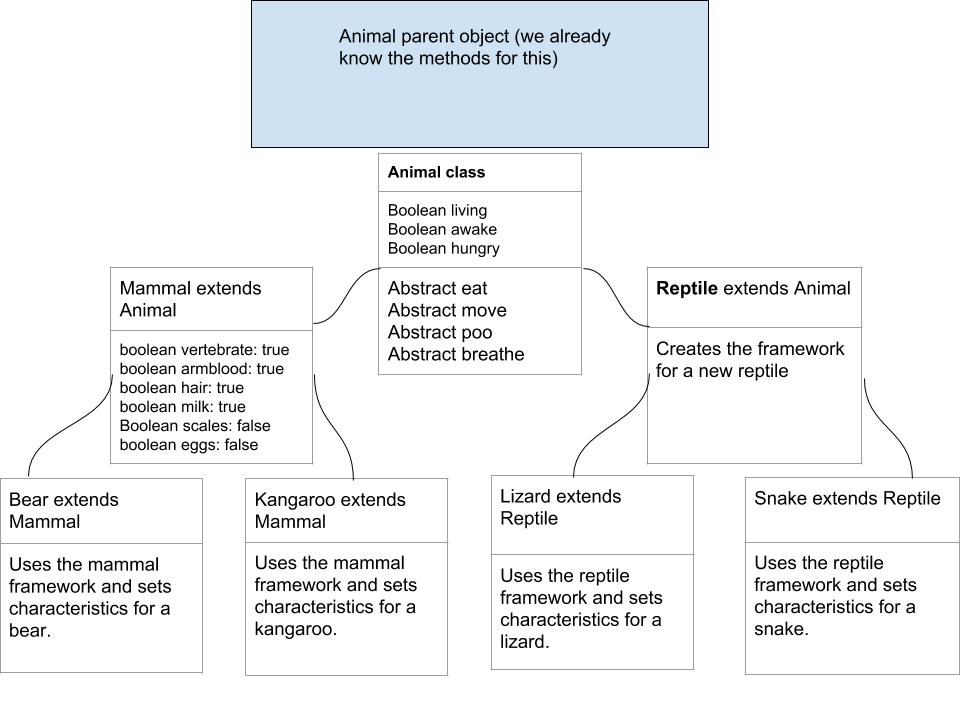 Animal parent object (we already
know the methods for this)
Animal class
Boolean living
Boolean awake
Boolean hungry
Abstract eat
Abstract move
Abstract poo
Abstract breathe
Mammal extends
Animal
boolean vertebrate: true
boolean armblood: true
boolean hair: true
boolean milk: true
Boolean scales: false
boolean eggs: false
Reptile extends Animal
Creates the framework
for a new reptile
Bear extends
Mammal
Uses the mammal
framework and sets
characteristics for a
bear.
Kangaroo extends
Mammal
Uses the mammal
framework and sets
characteristics for a
kangaroo.
Lizard extends
Reptile
Uses the reptile
framework and sets
characteristics for a
lizard.
Snake extends Reptile
Uses the reptile
framework and sets
characteristics for a
snake.